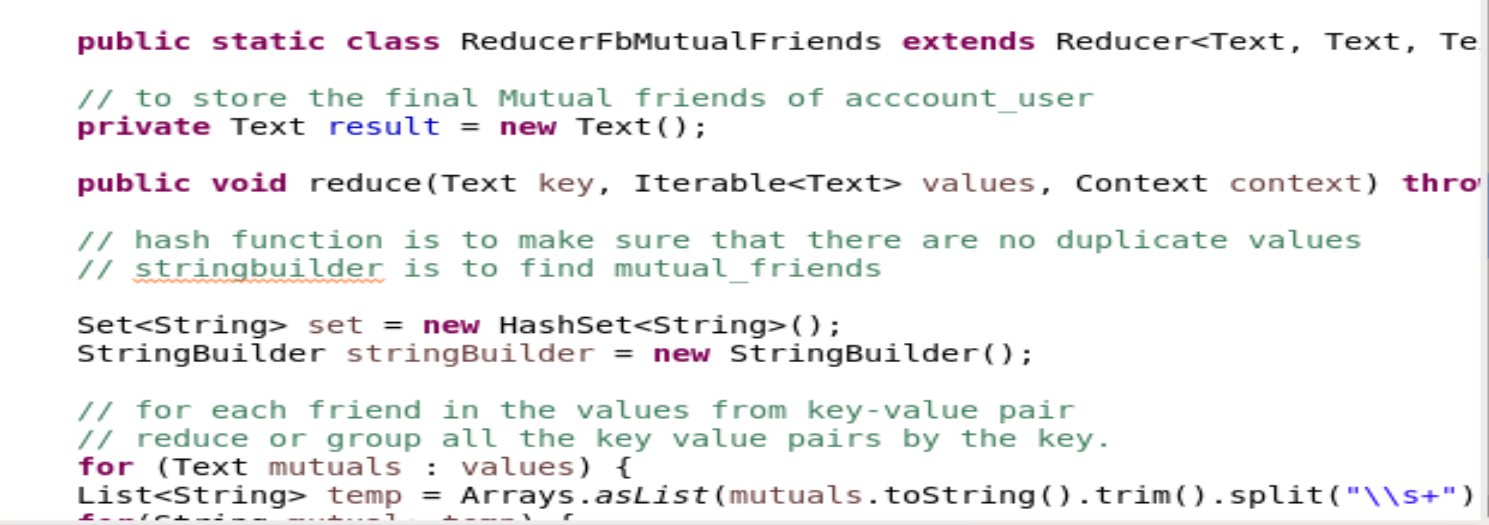 public static class ReducerFbMutualFriends extends Reducer<Text, Text, Te
// to store the final Mutual friends of acccount_user
private Text result = new Text();
public void reduce(Text key, Iterable<Text> values, Context context) thro
// hash function is to make sure that there are no duplicate values
// stringbuilder is to find mutual_friends
Set<String> set = new HashSet<String>();
StringBuilder stringBuilder = new StringBuilder();
// for each friend in the values from key-value pair
// reduce or group all the key value pairs by the key.
for (Text mutuals : values) {
List<String> temp = Arrays.asList(mutuals.toString().trim().split("\\s+")
for(String mutual: temp) {